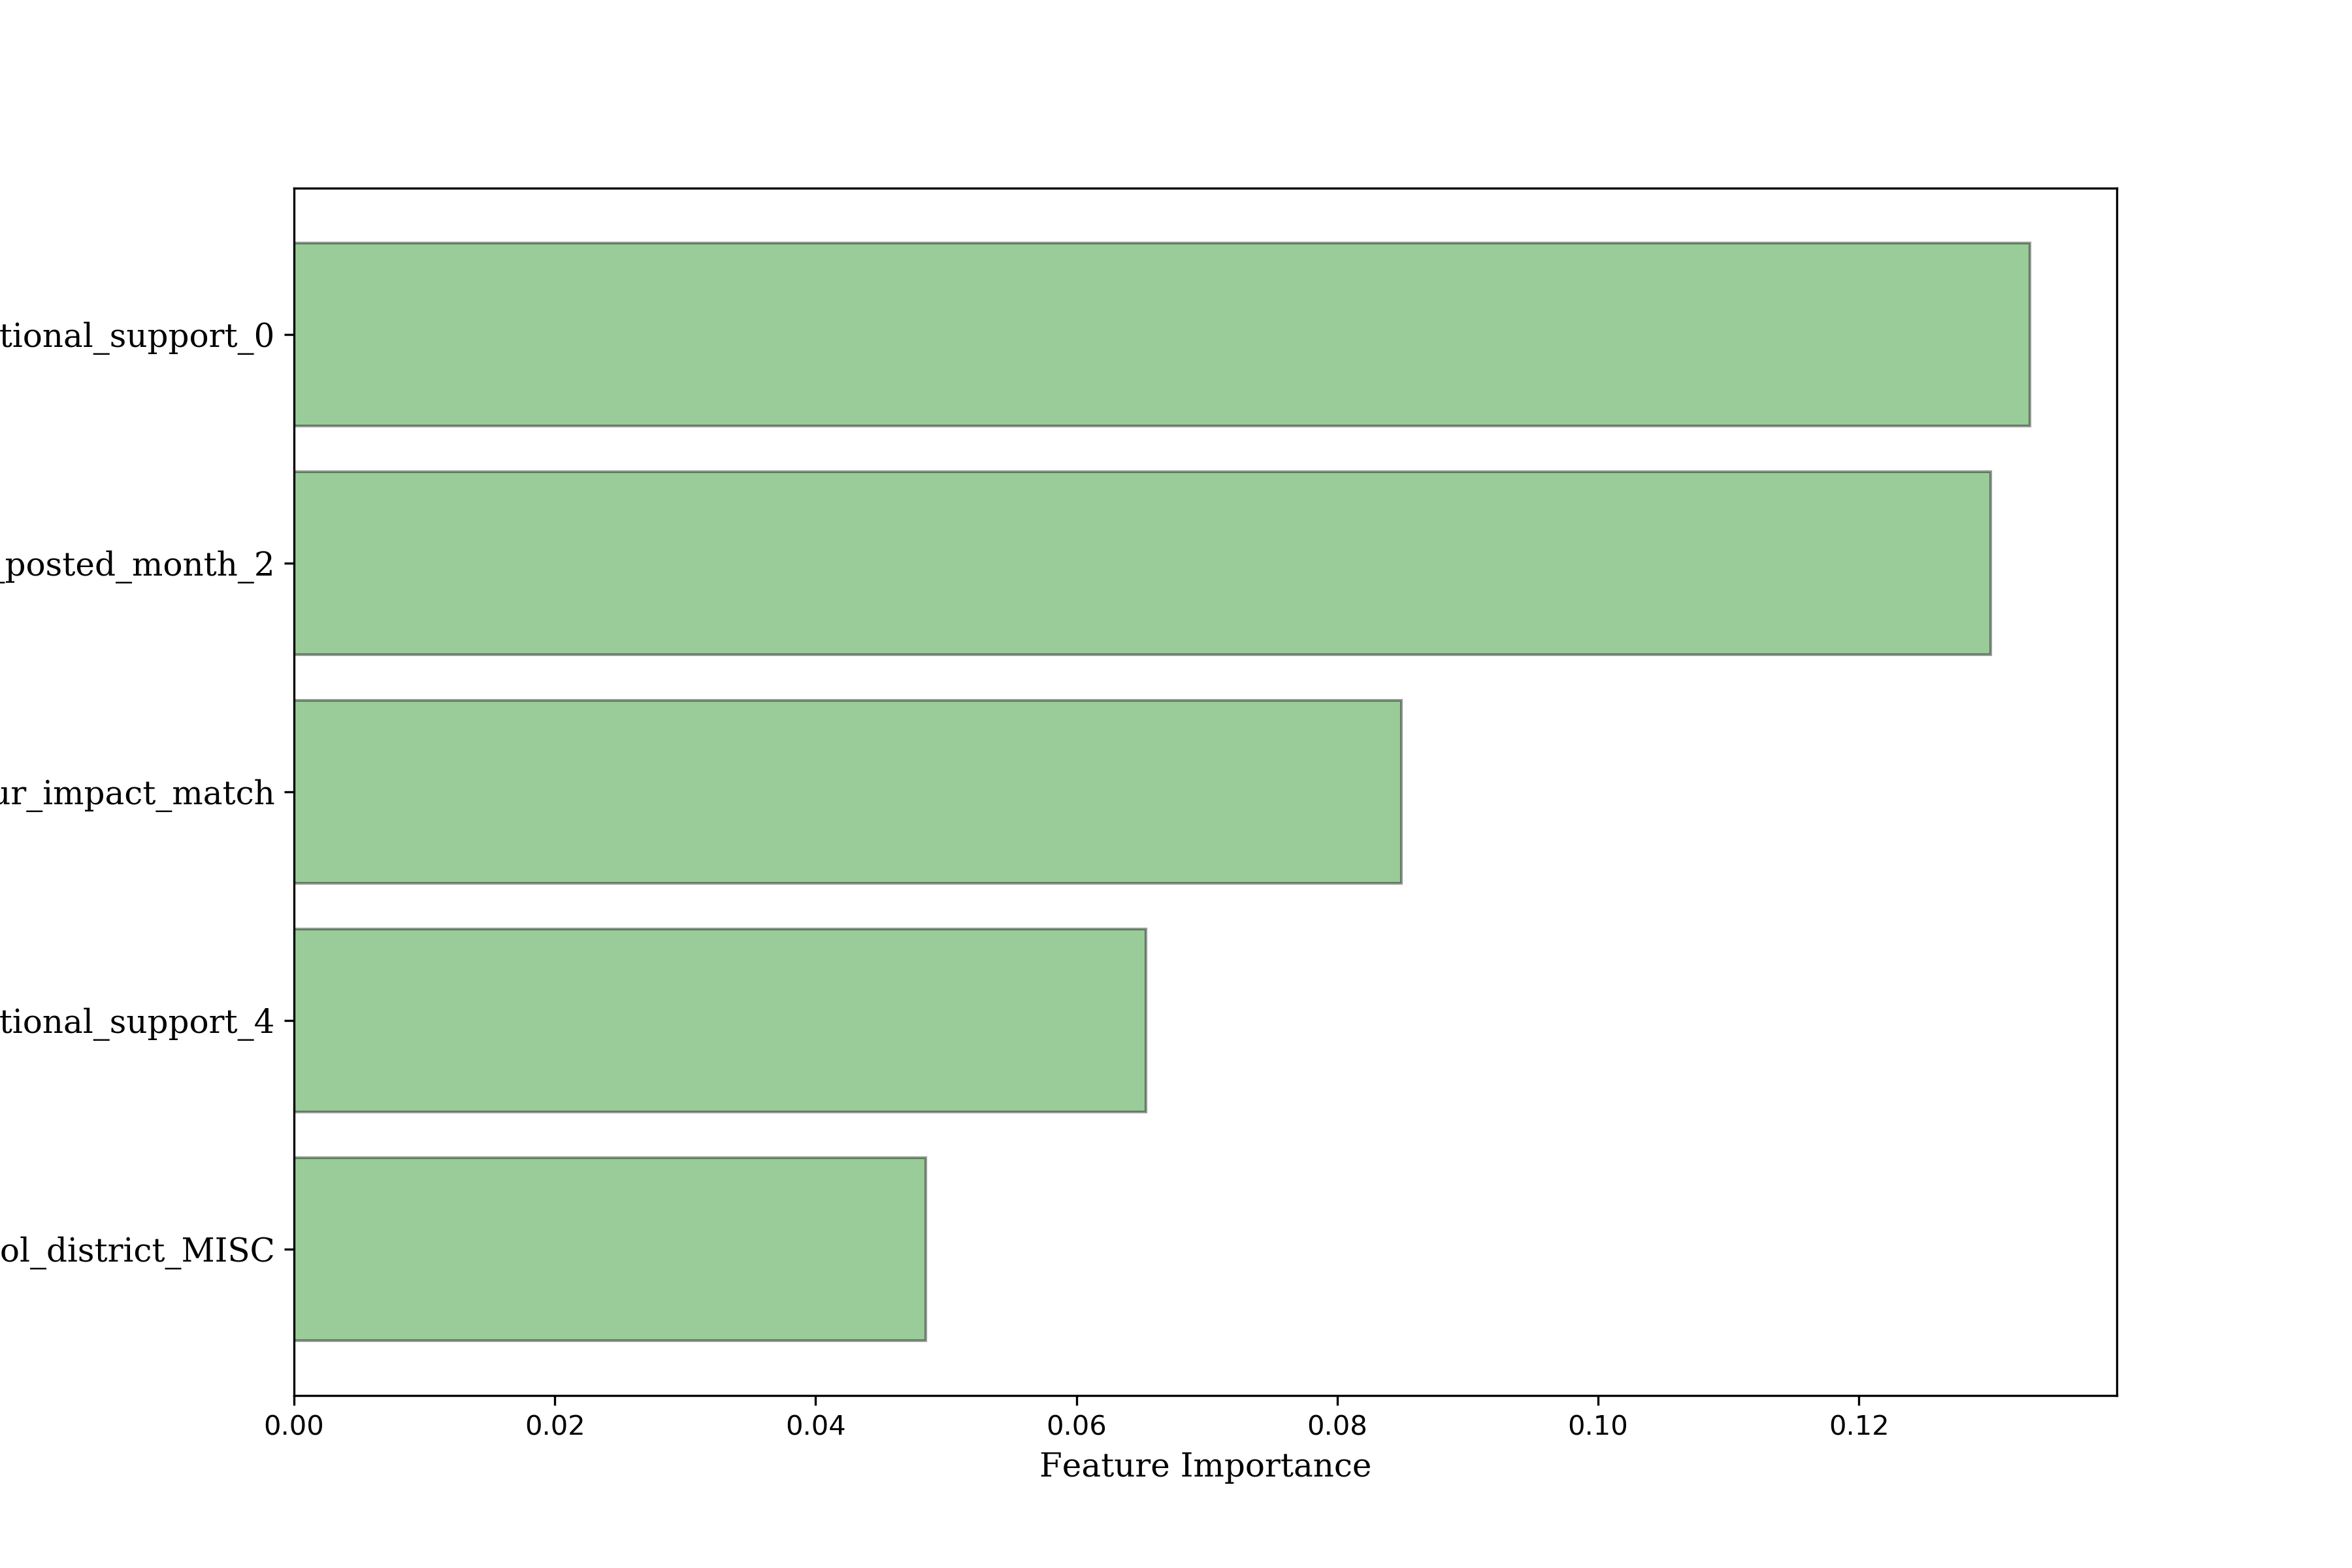 tional_support_0
_posted_month_2
ur_impact_match
tional_support_4
ol_district_MISC
0.00 0.02 0.04 0.06 0.08 0.10 0.12
Feature Importance